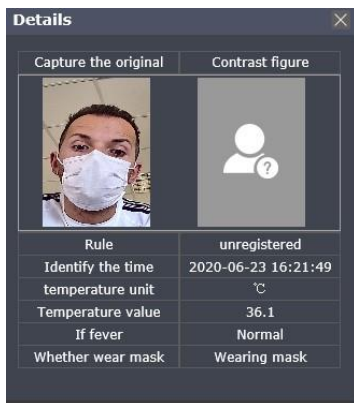 Details
Capture the original Contrast figure
?
Rule unregistered
Identify the time 2020-06-23 16:21:49
temperature unit ℃
Temperature value 36.1
If fever Normal
Whether wear mask Wearing mask